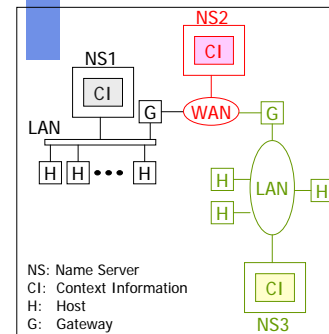 NS2
CI
NS1
CI
G
WAN
G
LAN
H H ••• H
H
LAN
H
H
CI
NS3
NS: Name Server
CI: Context Information
H: Host
G: Gateway